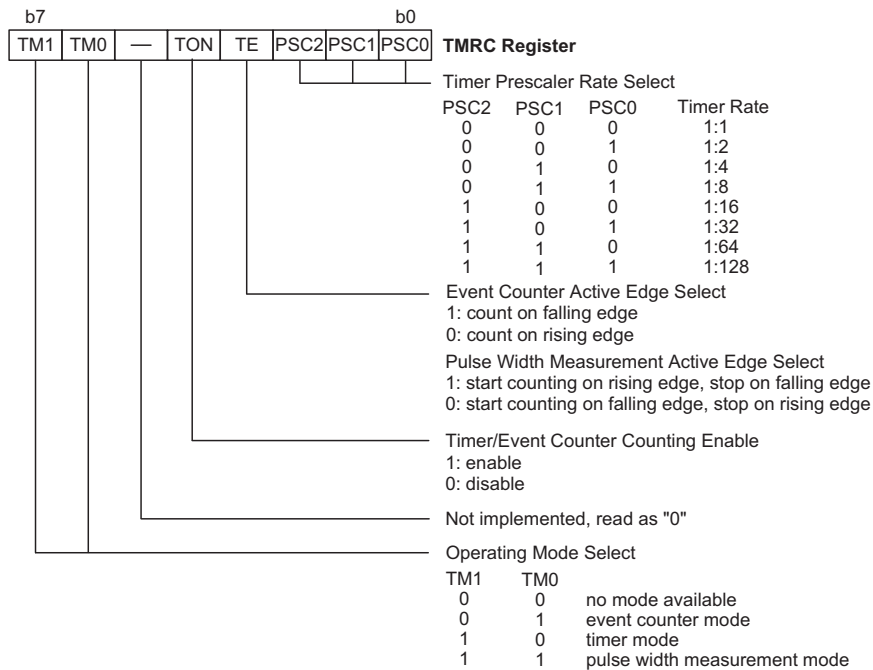 b7 b0
TM1 TM0 — TON TE PSC2 PSC1 PSC0 TMRC Register
Timer Prescaler Rate Select
PSC2 PSC1 PSC0 Timer Rate
0 0 0 1:1
0 0 1 1:2
0 1 0 1:4
0 1 1 1:8
1 0 0 1:16
1 0 1 1:32
1 1 0 1:64
1 1 1 1:128
Event Counter Active Edge Select
1: count on falling edge
0: count on rising edge
Pulse Width Measurement Active Edge Select
1: start counting on rising edge, stop on falling edge
0: start counting on falling edge, stop on rising edge
Timer/Event Counter Counting Enable
1: enable
0: disable
Not implemented, read as "0"
Operating Mode Select
TM1 TM0
0 0 no mode available
0 1 event counter mode
1 0 timer mode
1 1 pulse width measurement mode